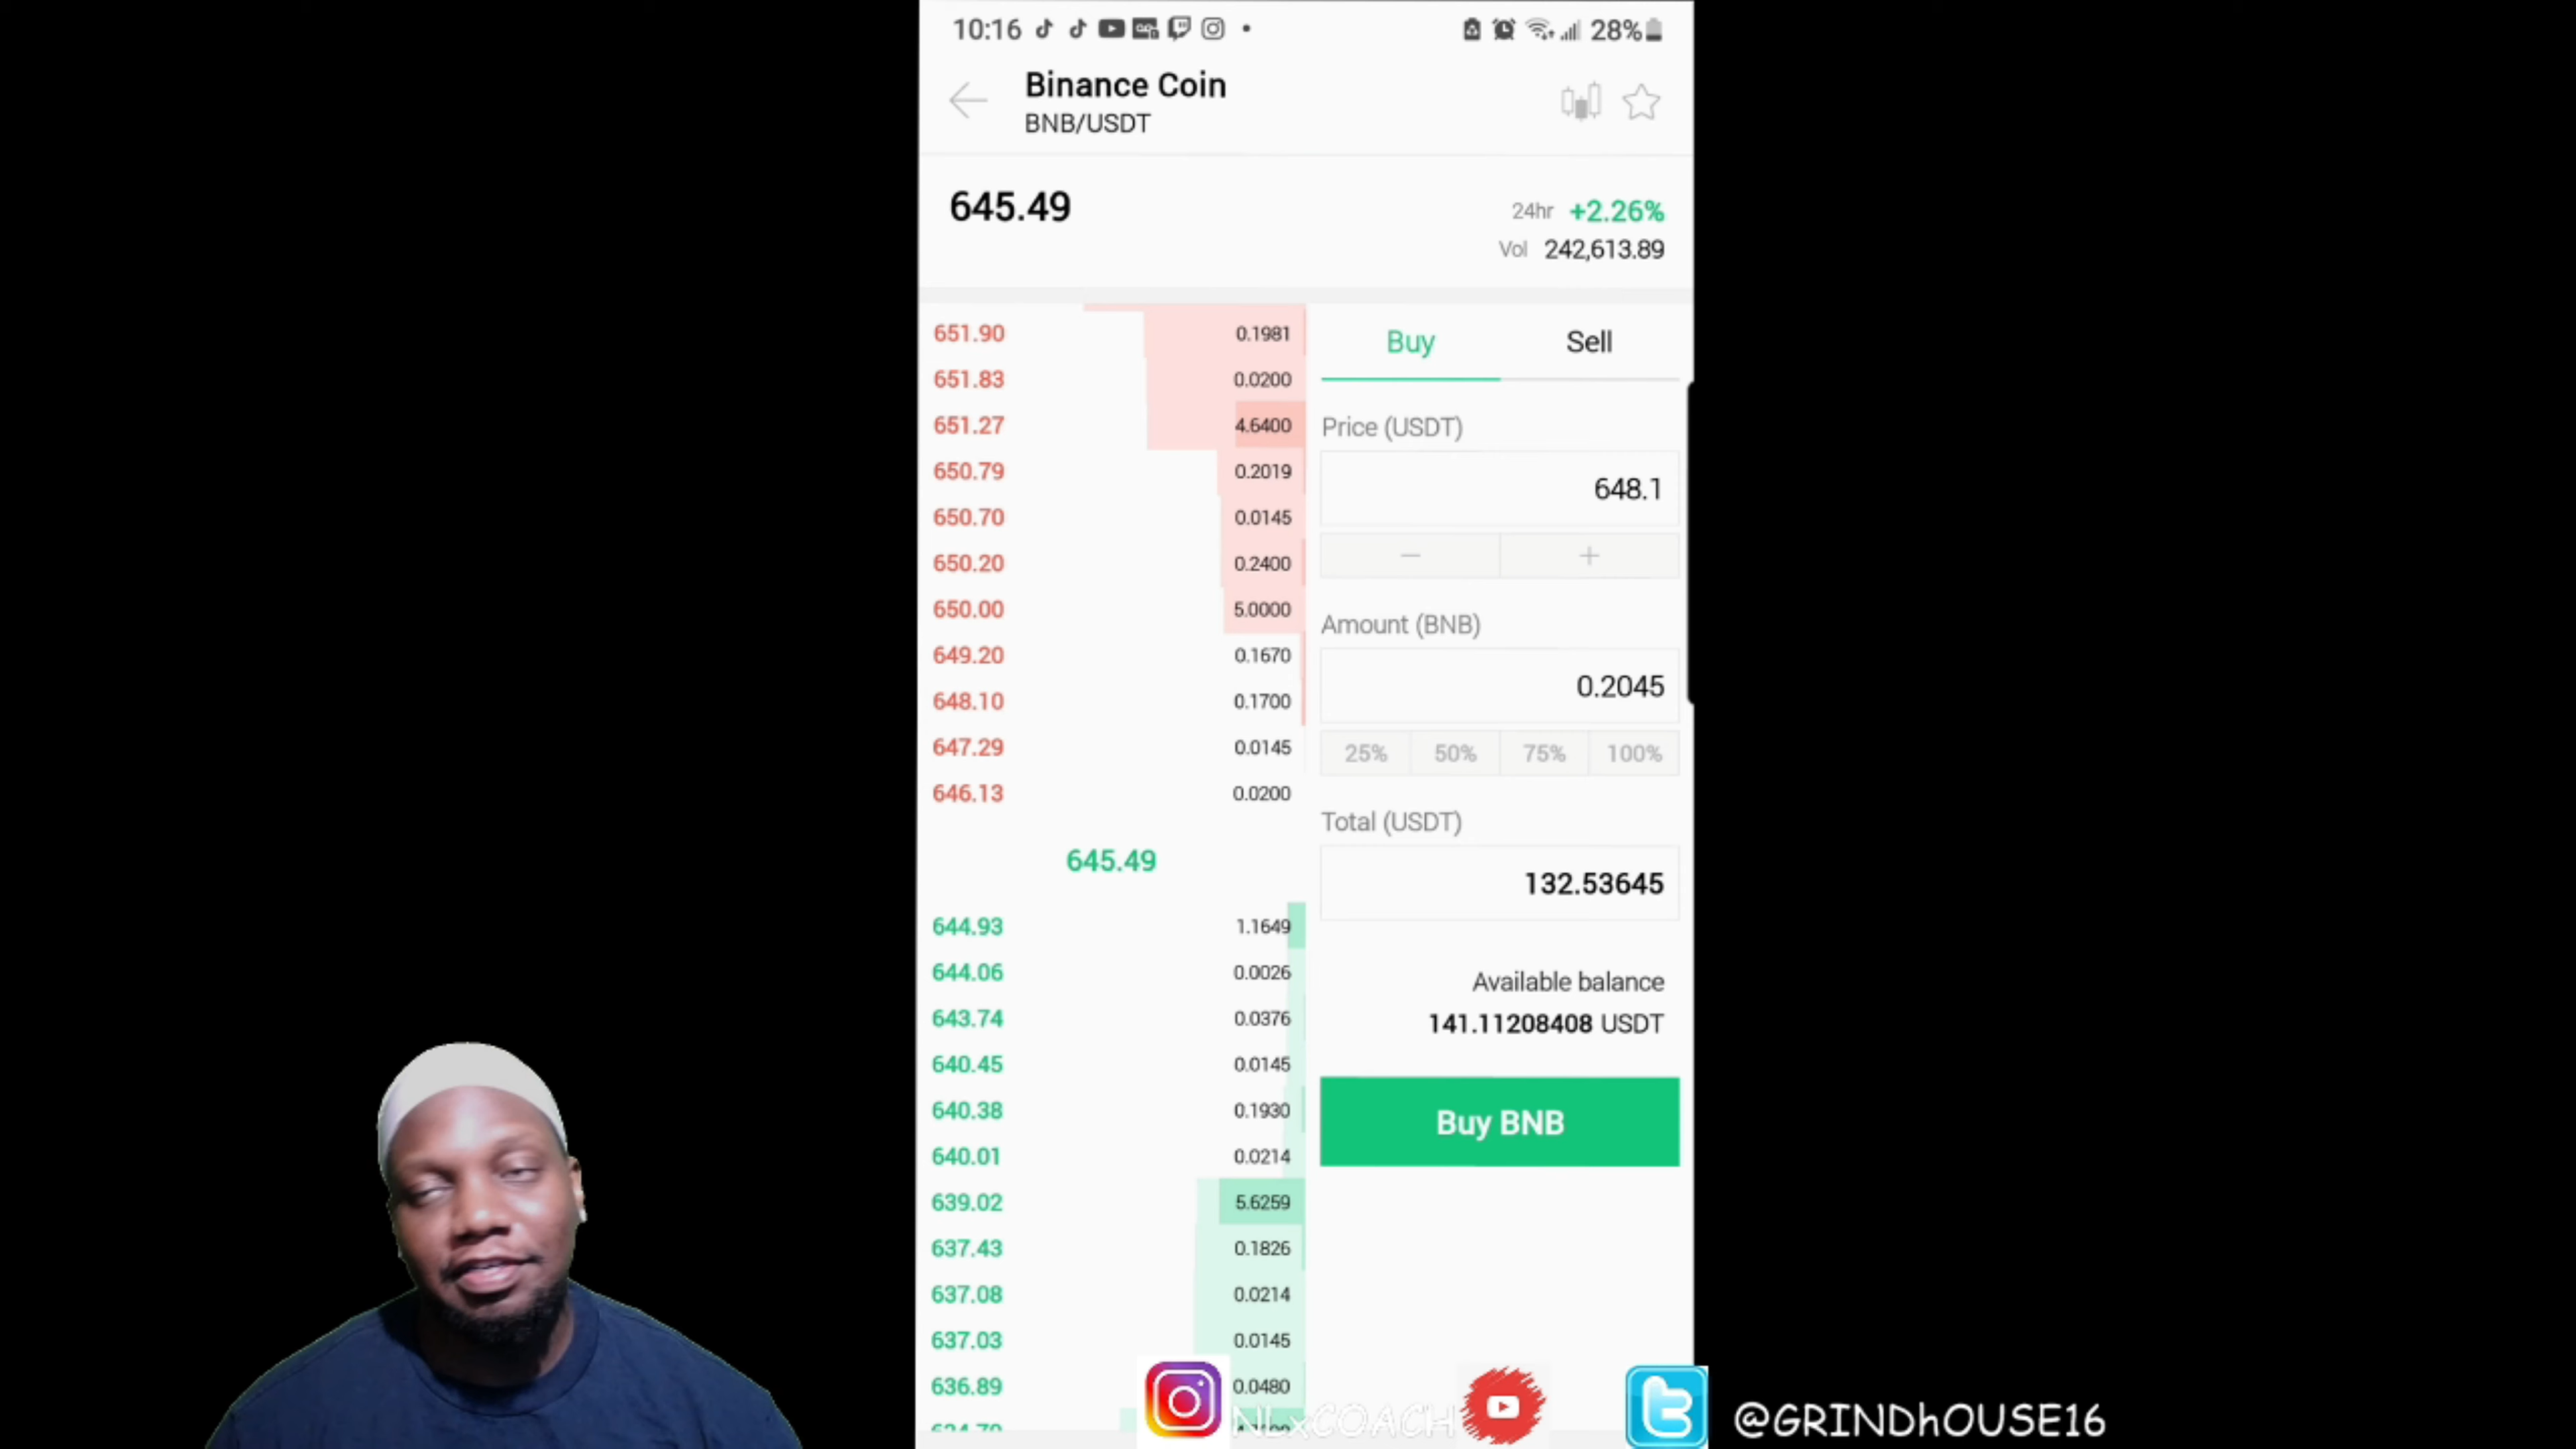 10:16 28%
Binance Coin
BNB/USDT
645.49
24hr +2.26%
Vol 242,613.89
651.90 0.1981
651.83 0.0200
651.27 4.6400
650.79 0.2019
650.70 0.0145
650.20 0.2400
650.00 5.0000
649.20 0.1670
648.10 0.1700
647.29 0.0145
646.13 0.0200
645.49
644.93 1.1649
644.06 0.0026
643.74 0.0376
640.45 0.0145
640.38 0.1930
640.01 0.0214
639.02 5.6259
637.43 0.1826
637.08 0.0214
637.03 0.0145
636.89 0.0480
Buy Sell
Price (USDT)
648.1
− +
Amount (BNB)
0.2045
25% 50% 75% 100%
Total (USDT)
132.53645
Available balance
141.11208408 USDT
Buy BNB
NLxCOACH
@GRINDhOUSE16